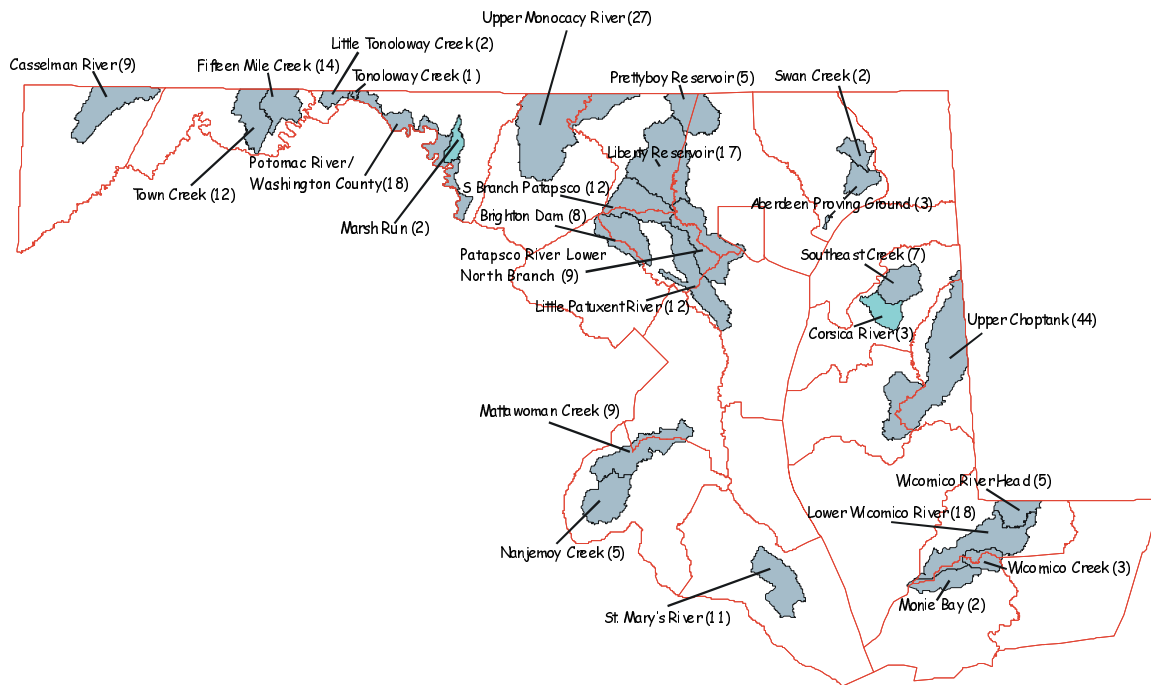 Upper Monocacy River (27)
Little Tonoloway Creek (2)
Casselman River (9)
Fifteen Mile Creek (14)
Tonoloway Creek (1)
Prettyboy Reservoir (5)
Swan Creek (2)
Liberty Reservoir (17)
Potomac River/
Washington County (18)
Town Creek (12)
S Branch Patapsco (12)
Aberdeen Proving Ground (3)
Brighton Dam (8)
Marsh Run (2)
Patapsco River Lower
North Branch (9)
Southeast Creek (7)
Little Patuxent River (12)
Upper Choptank (44)
Corsica River (3)
Mattawoman Creek (9)
Wicomico River Head (5)
Lower Wicomico River (18)
Nanjemoy Creek (5)
Wicomico Creek (3)
Monie Bay (2)
St. Mary's River (11)